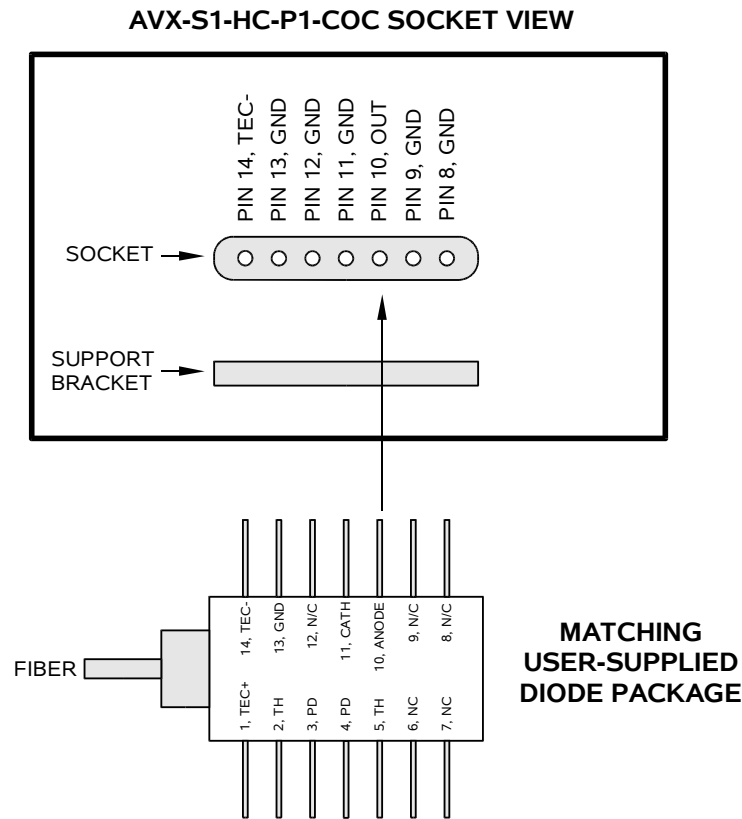 AVX-S1-HC-P1-COC SOCKET VIEW
PIN 14, TEC-
PIN 13, GND
PIN 12, GND
PIN 11, GND
PIN 10, OUT
PIN 9, GND
PIN 8, GND
SOCKET
SUPPORT
BRACKET
14, TEC-
13, GND
12, N/C
11, CATH
10, ANODE
9, N/C
8, N/C
FIBER
1, TEC+
2, TH
3, PD
4, PD
5, TH
6, NC
7, NC
MATCHING
USER-SUPPLIED
DIODE PACKAGE